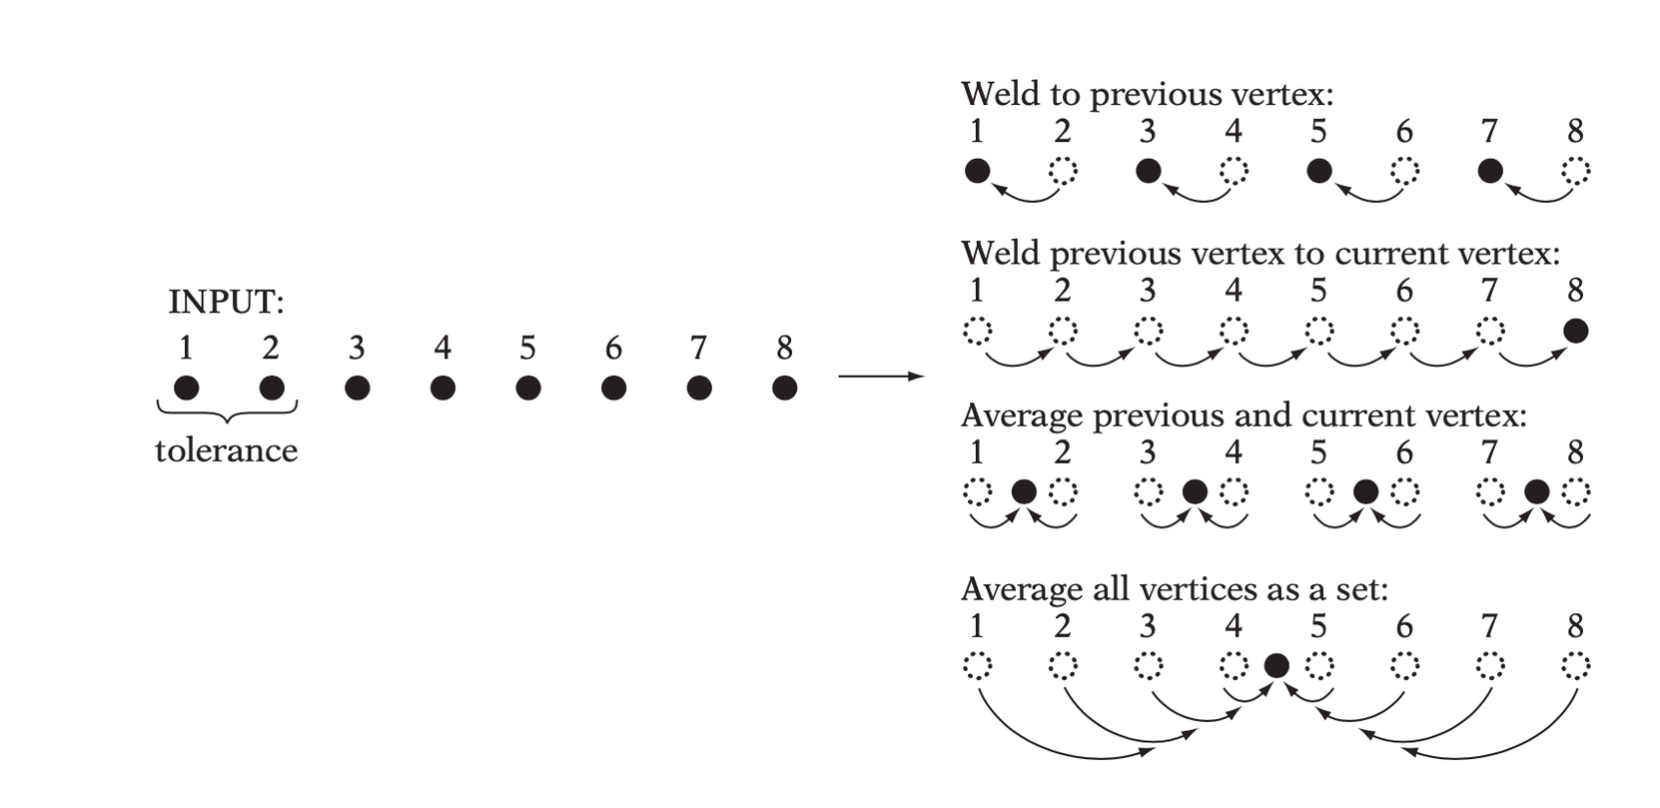 INPUT:
1 2 3 4 5 6 7 8
tolerance
Weld to previous vertex:
1 2 3 4 5 6 7 8
Weld previous vertex to current vertex:
1 2 3 4 5 6 7 8
Average previous and current vertex:
1 2 3 4 5 6 7 8
Average all vertices as a set:
1 2 3 4 5 6 7 8